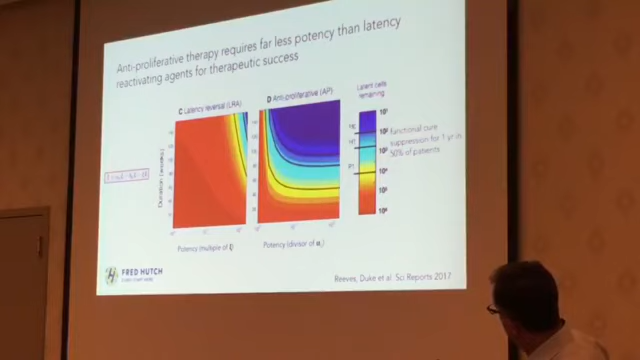 Anti-proliferative therapy requires far less potency than latency
reactivating agents for therapeutic success
C Latency reversal (LRA)
D Anti-proliferative (AP)
Latent cells
remaining
Duration (weeks)
functional cure
suppression for 1 yr in
50% of patients
Potency (multiple of ξ)
Potency (divisor of αᵢ)
FRED HUTCH
Reeves, Duke et al. Sci Reports 2017